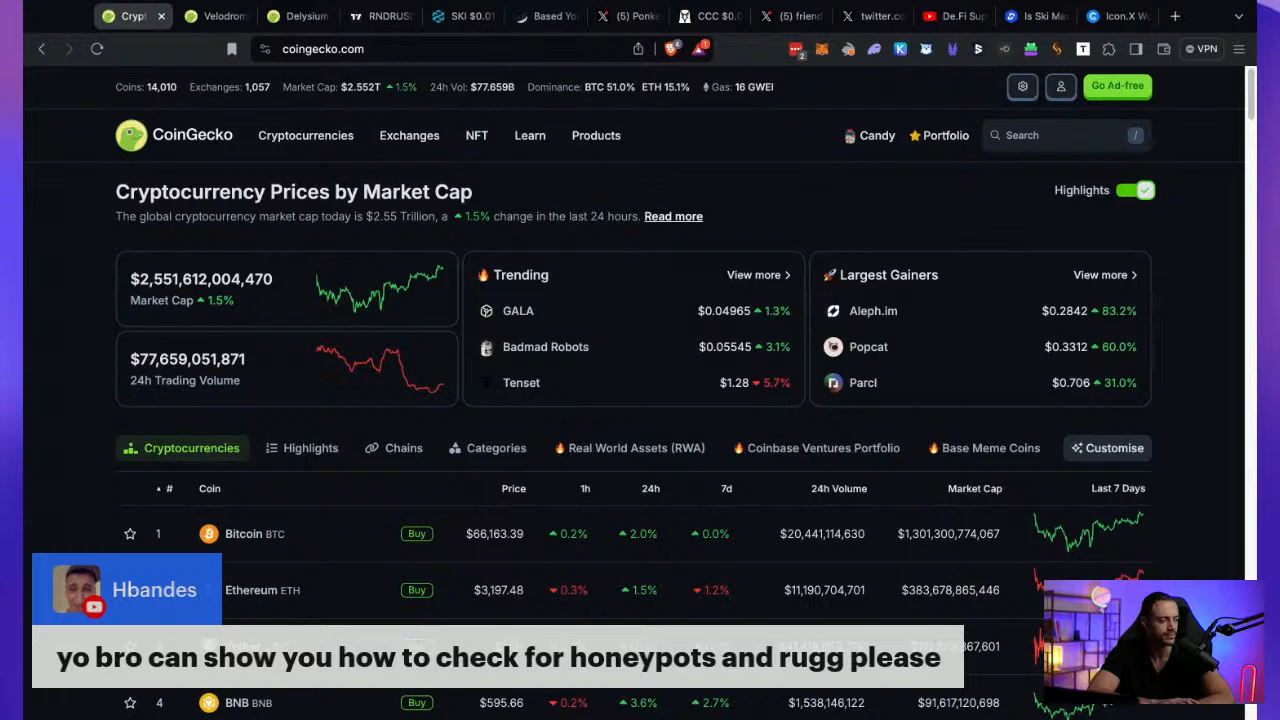 Crypt
Velodrom
Delysium
RNDRUSD
SKI $0.01
Based Yo
(5) Ponke
CCC $0.
(5) friend
twitter.co
De.Fi Sup
Is Ski Ma
Icon.X W
coingecko.com
4
1
2
VPN
Coins: 14,010 Exchanges: 1,057 Market Cap: $2.552T 1.5% 24h Vol: $77.659B Dominance: BTC 51.0% ETH 15.1% Gas: 16 GWEI
Go Ad-free
CoinGecko Cryptocurrencies Exchanges NFT Learn Products Candy Portfolio Search /
Cryptocurrency Prices by Market Cap
Highlights
The global cryptocurrency market cap today is $2.55 Trillion, a 1.5% change in the last 24 hours. Read more
$2,551,612,004,470
Market Cap 1.5%
$77,659,051,871
24h Trading Volume
Trending View more
GALA $0.04965 1.3%
Badmad Robots $0.05545 3.1%
Tenset $1.28 5.7%
Largest Gainers View more
Aleph.im $0.2842 83.2%
Popcat $0.3312 60.0%
Parcl $0.706 31.0%
Cryptocurrencies Highlights Chains Categories Real World Assets (RWA) Coinbase Ventures Portfolio Base Meme Coins Customise
# Coin Price 1h 24h 7d 24h Volume Market Cap Last 7 Days
1 Bitcoin BTC Buy $66,163.39 0.2% 2.0% 0.0% $20,441,114,630 $1,301,300,774,067
Ethereum ETH Buy $3,197.48 0.3% 1.5% 1.2% $11,190,704,701 $383,678,865,446
Hbandes
yo bro can show you how to check for honeypots and rugg please
4 BNB BNB Buy $595.66 0.2% 3.6% 2.7% $1,538,146,122 $91,617,120,698